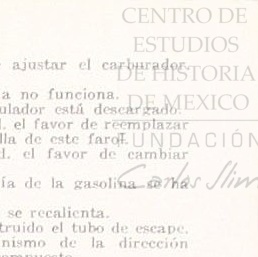 CENTRO DE
ESTUDIOS
DE HISTORIA
DE MEXICO
FUNDACIÓN
Carlos Slim
ajustar el carburador.
a no funciona.
ulador está descargado.
d. el favor de reemplazar
lla de este farol.
d. el favor de cambiar
ía de la gasolina se ha
se recalienta.
truido el tubo de escape.
nismo de la dirección